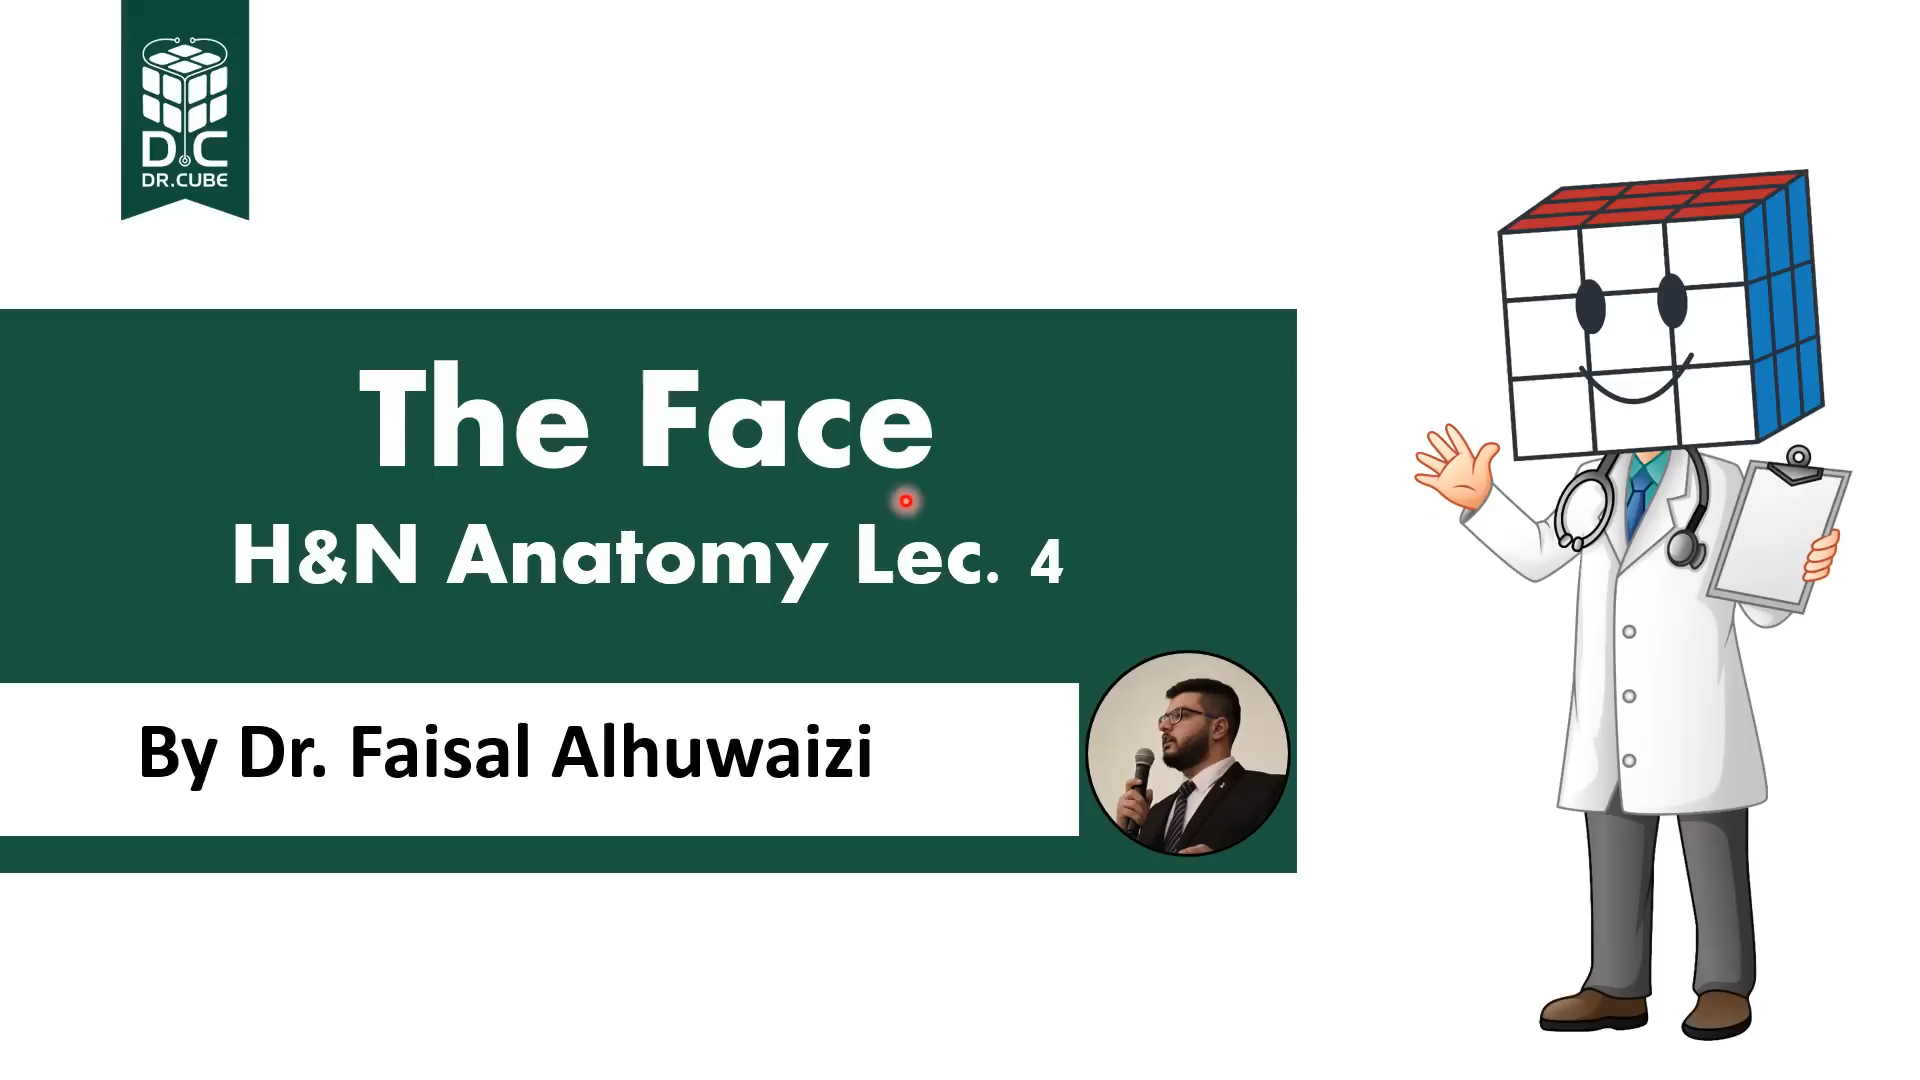 DC
DR.CUBE
The Face
H&N Anatomy Lec. 4
By Dr. Faisal Alhuwaizi